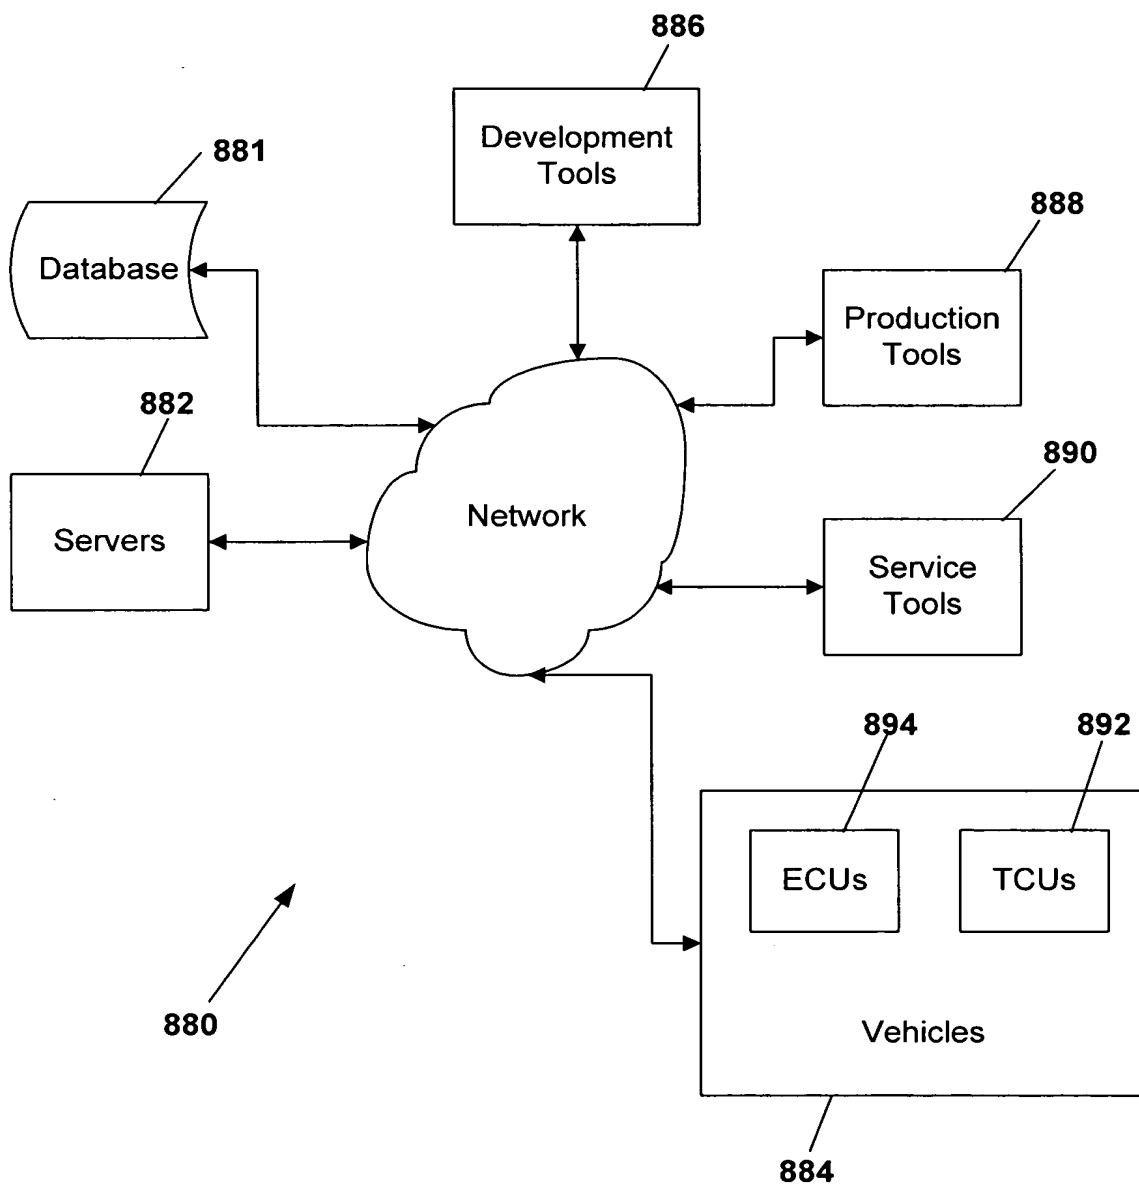 886
Development
Tools
881
Database
888
Production
Tools
882
Servers
Network
890
Service
Tools
894
892
ECUs
TCUs
Vehicles
880
884